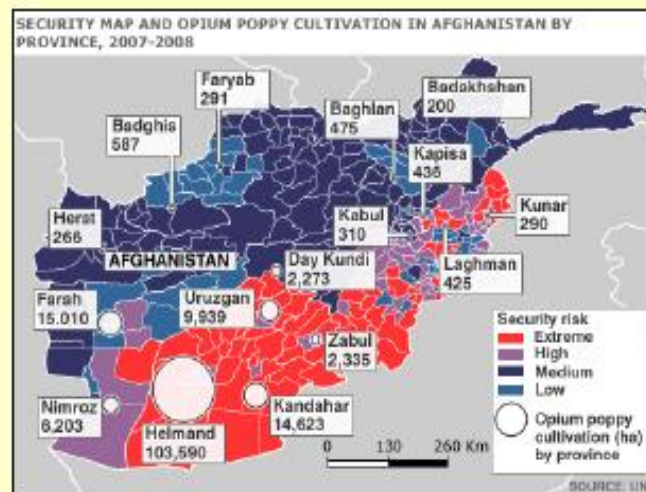 SECURITY MAP AND OPIUM POPPY CULTIVATION IN AFGHANISTAN BY
PROVINCE, 2007-2008
Faryab
291
Badakhshan
200
Baghlan
475
Badghis
587
Kapisa
436
Kunar
290
Herat
266
Kabul
310
AFGHANISTAN
Day Kundi
2,273
Laghman
425
Farah
15.010
Uruzgan
9,939
Zabul
2,335
Nimroz
6,203
Helmand
103,590
Kandahar
14,623
Security risk
Extreme
High
Medium
Low
Opium poppy
cultivation (ha)
by province
0 130 260 Km
SOURCE: UN